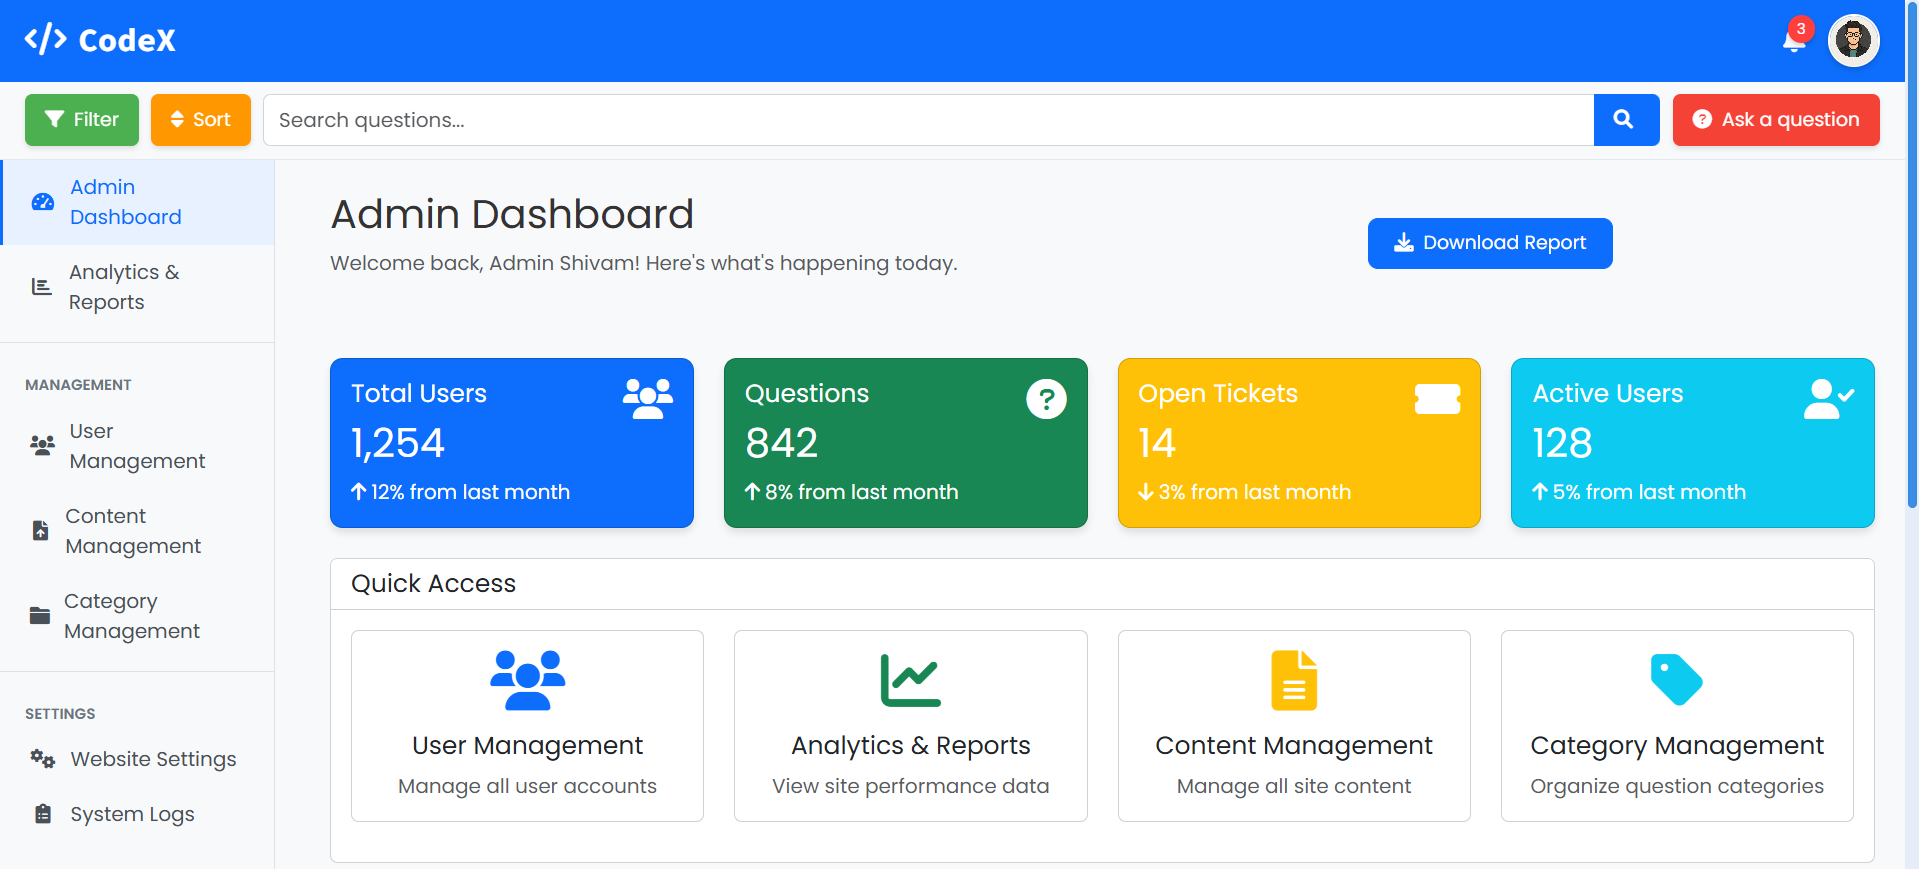 </> CodeX
3
Filter
Sort
Search questions...
Ask a question
Admin
Dashboard
Analytics &
Reports
MANAGEMENT
User
Management
Content
Management
Category
Management
SETTINGS
Website Settings
System Logs
Admin Dashboard
Welcome back, Admin Shivam! Here's what's happening today.
Download Report
Total Users
1,254
12% from last month
Questions
842
8% from last month
Open Tickets
14
3% from last month
Active Users
128
5% from last month
Quick Access
User Management
Manage all user accounts
Analytics & Reports
View site performance data
Content Management
Manage all site content
Category Management
Organize question categories